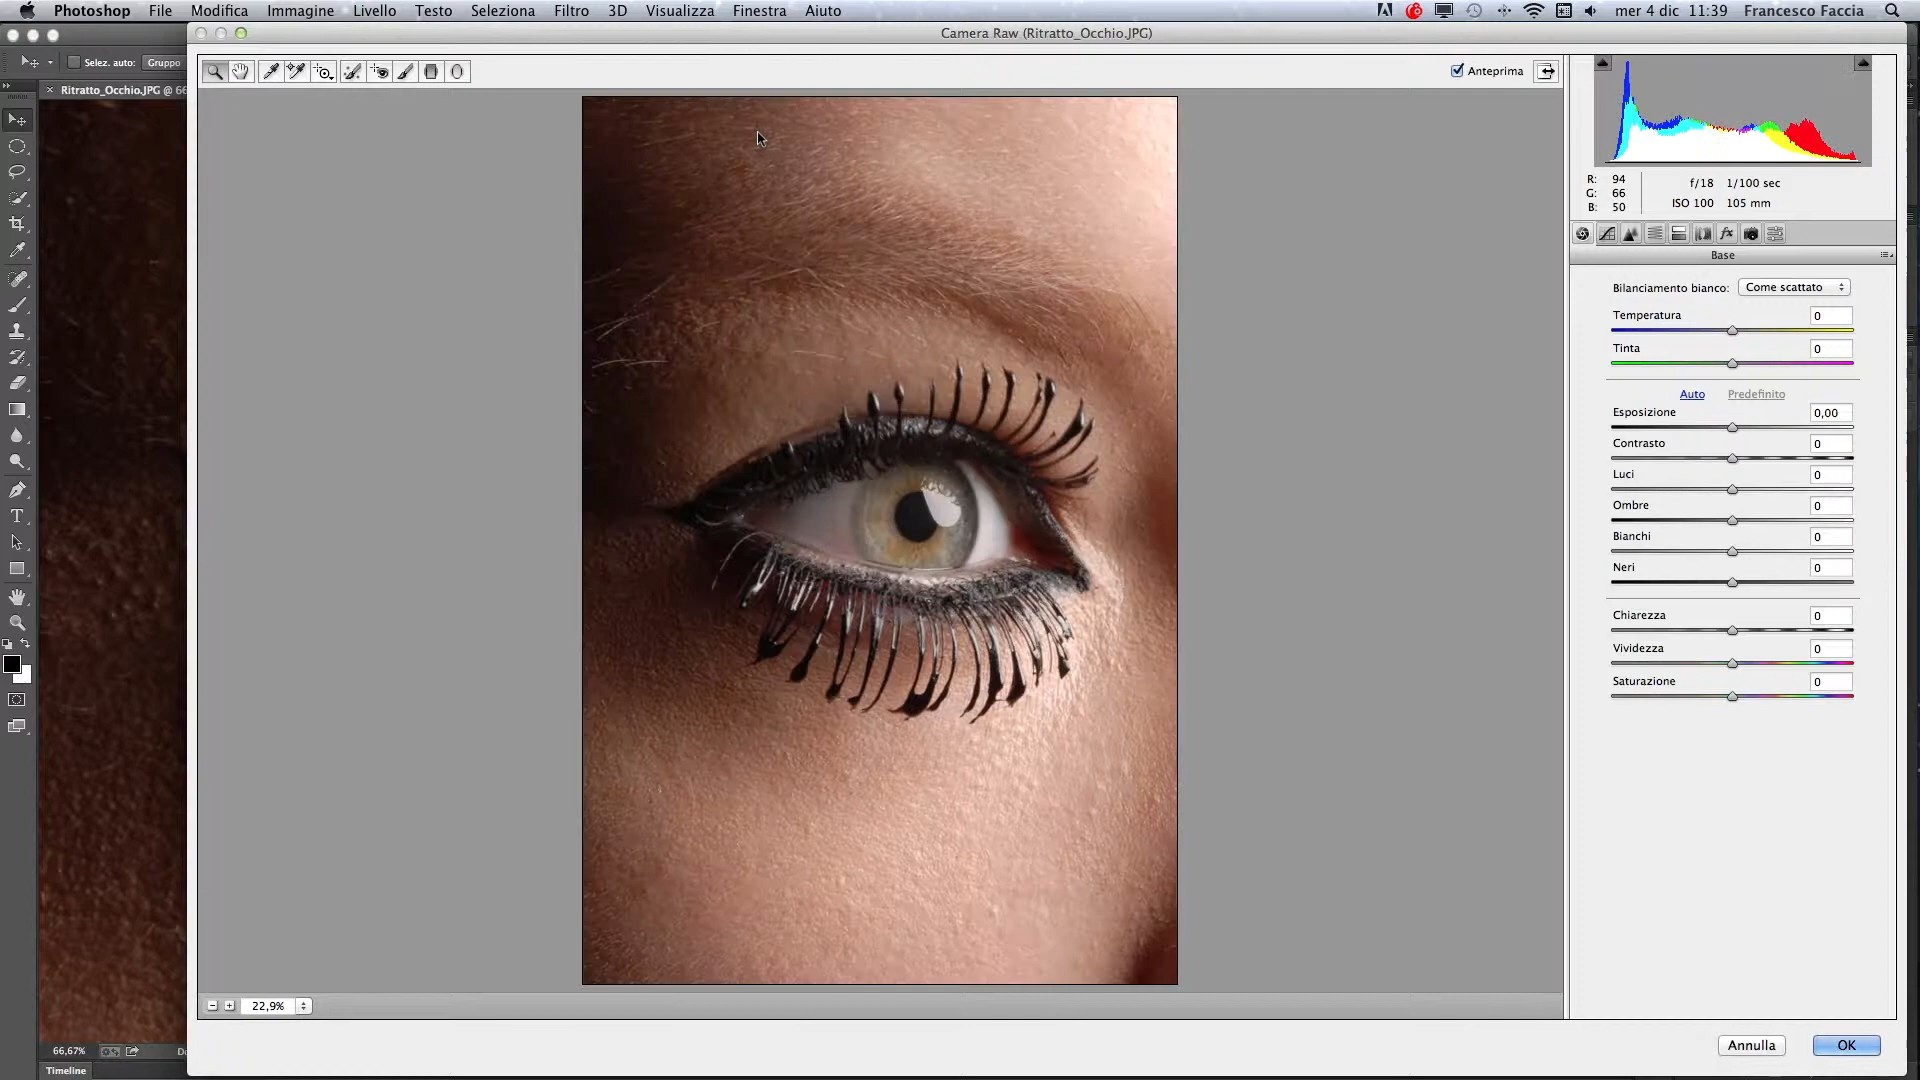 Photoshop File Modifica Immagine Livello Testo Seleziona Filtro 3D Visualizza Finestra Aiuto mer 4 dic 11:39 Francesco Faccia
Camera Raw (Ritratto_Occhio.JPG)
Selez. auto: Gruppo
Anteprima
Ritratto_Occhio.JPG @ 66
R: 94
G: 66
B: 50
f/18 1/100 sec
ISO 100 105 mm
Base
Bilanciamento bianco: Come scattato
Temperatura 0
Tinta 0
Auto Predefinito
Esposizione 0,00
Contrasto 0
Luci 0
Ombre 0
Bianchi 0
Neri 0
Chiarezza 0
Vividezza 0
Saturazione 0
22,9%
66,67% Do
Annulla OK
Timeline